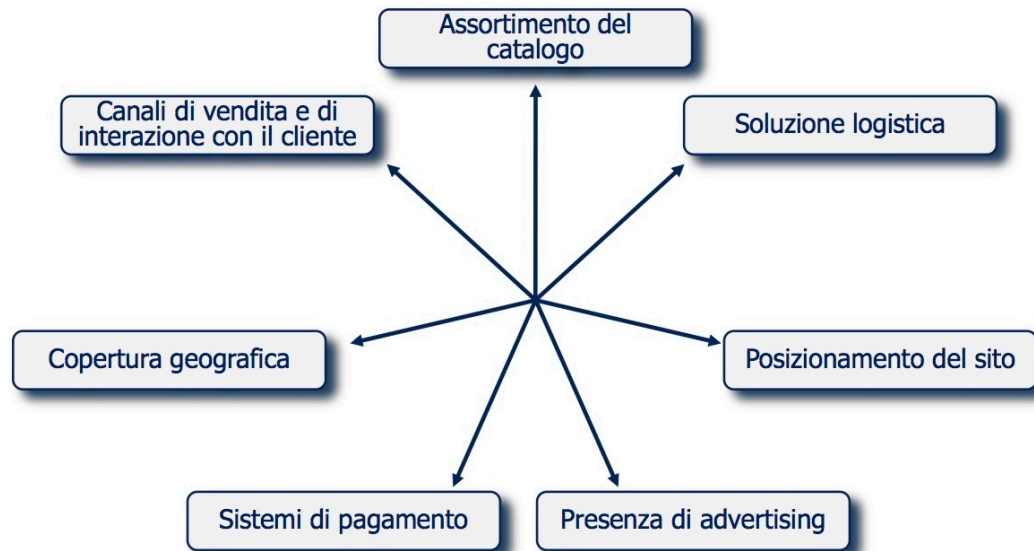 Assortimento del
catalogo
Canali di vendita e di
interazione con il cliente
Soluzione logistica
Copertura geografica
Posizionamento del sito
Sistemi di pagamento
Presenza di advertising